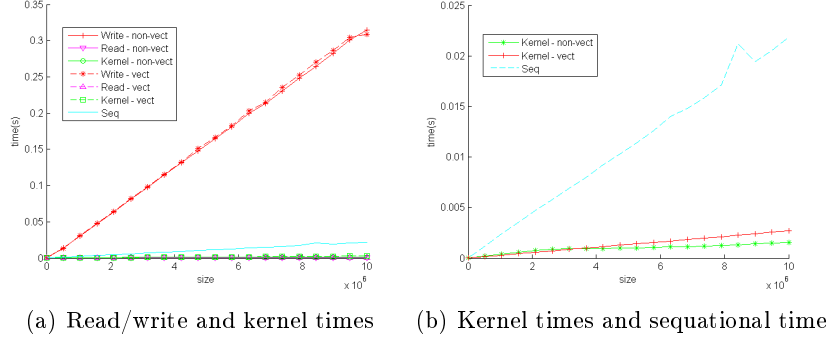 0.35
0.3
0.25
0.2
0.15
0.1
0.05
0
time(s)
Write - non-vect
Read - non-vect
Kernel - non-vect
Write - vect
Read - vect
Kernel - vect
Seq
0 2 4 6 8 10
size
x 10^6
(a) Read/write and kernel times
0.025
0.02
0.015
0.01
0.005
0
time(s)
Kernel - non-vect
Kernel - vect
Seq
0 2 4 6 8 10
size
x 10^6
(b) Kernel times and sequational time